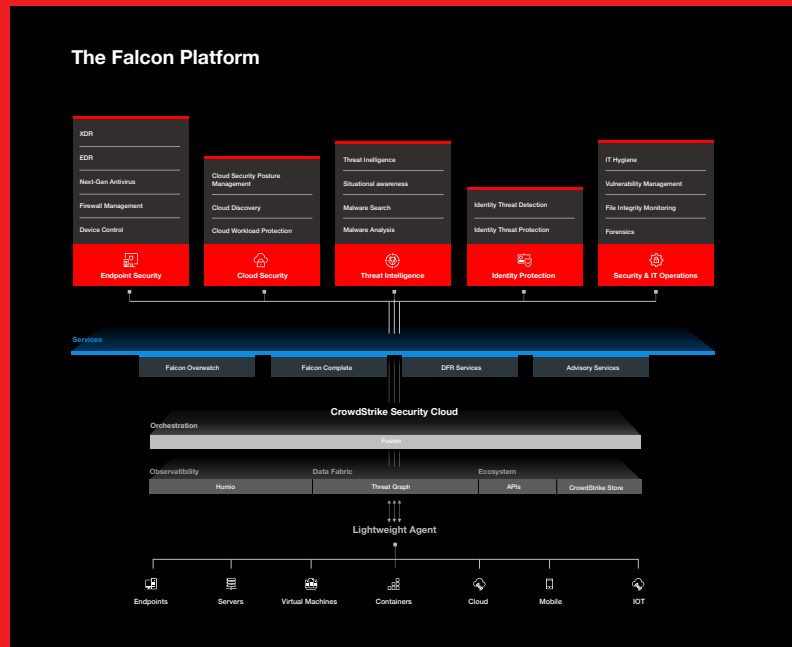 The Falcon Platform
XDR
EDR
Next-Gen Antivirus
Firewall Management
Device Control
Endpoint Security
Cloud Security Posture
Management
Cloud Discovery
Cloud Workload Protection
Cloud Security
Threat Inelligence
Situational awareness
Malware Search
Malware Analysis
Threat Intelligence
Identity Threat Detection
Identity Threat Protection
Identity Protection
IT Hygiene
Vulnerability Management
File Integrity Monitoring
Forensics
Security & IT Operations
Services
Falcon Overwatch
Falcon Complete
DFR Services
Advisory Services
CrowdStrike Security Cloud
Orchestration
Fusion
Observatibility
Data Fabric
Ecosystem
Humio
Threat Graph
APIs
CrowdStrike Store
Lightweight Agent
Endpoints
Servers
Virtual Machines
Containers
Cloud
Mobile
IOT